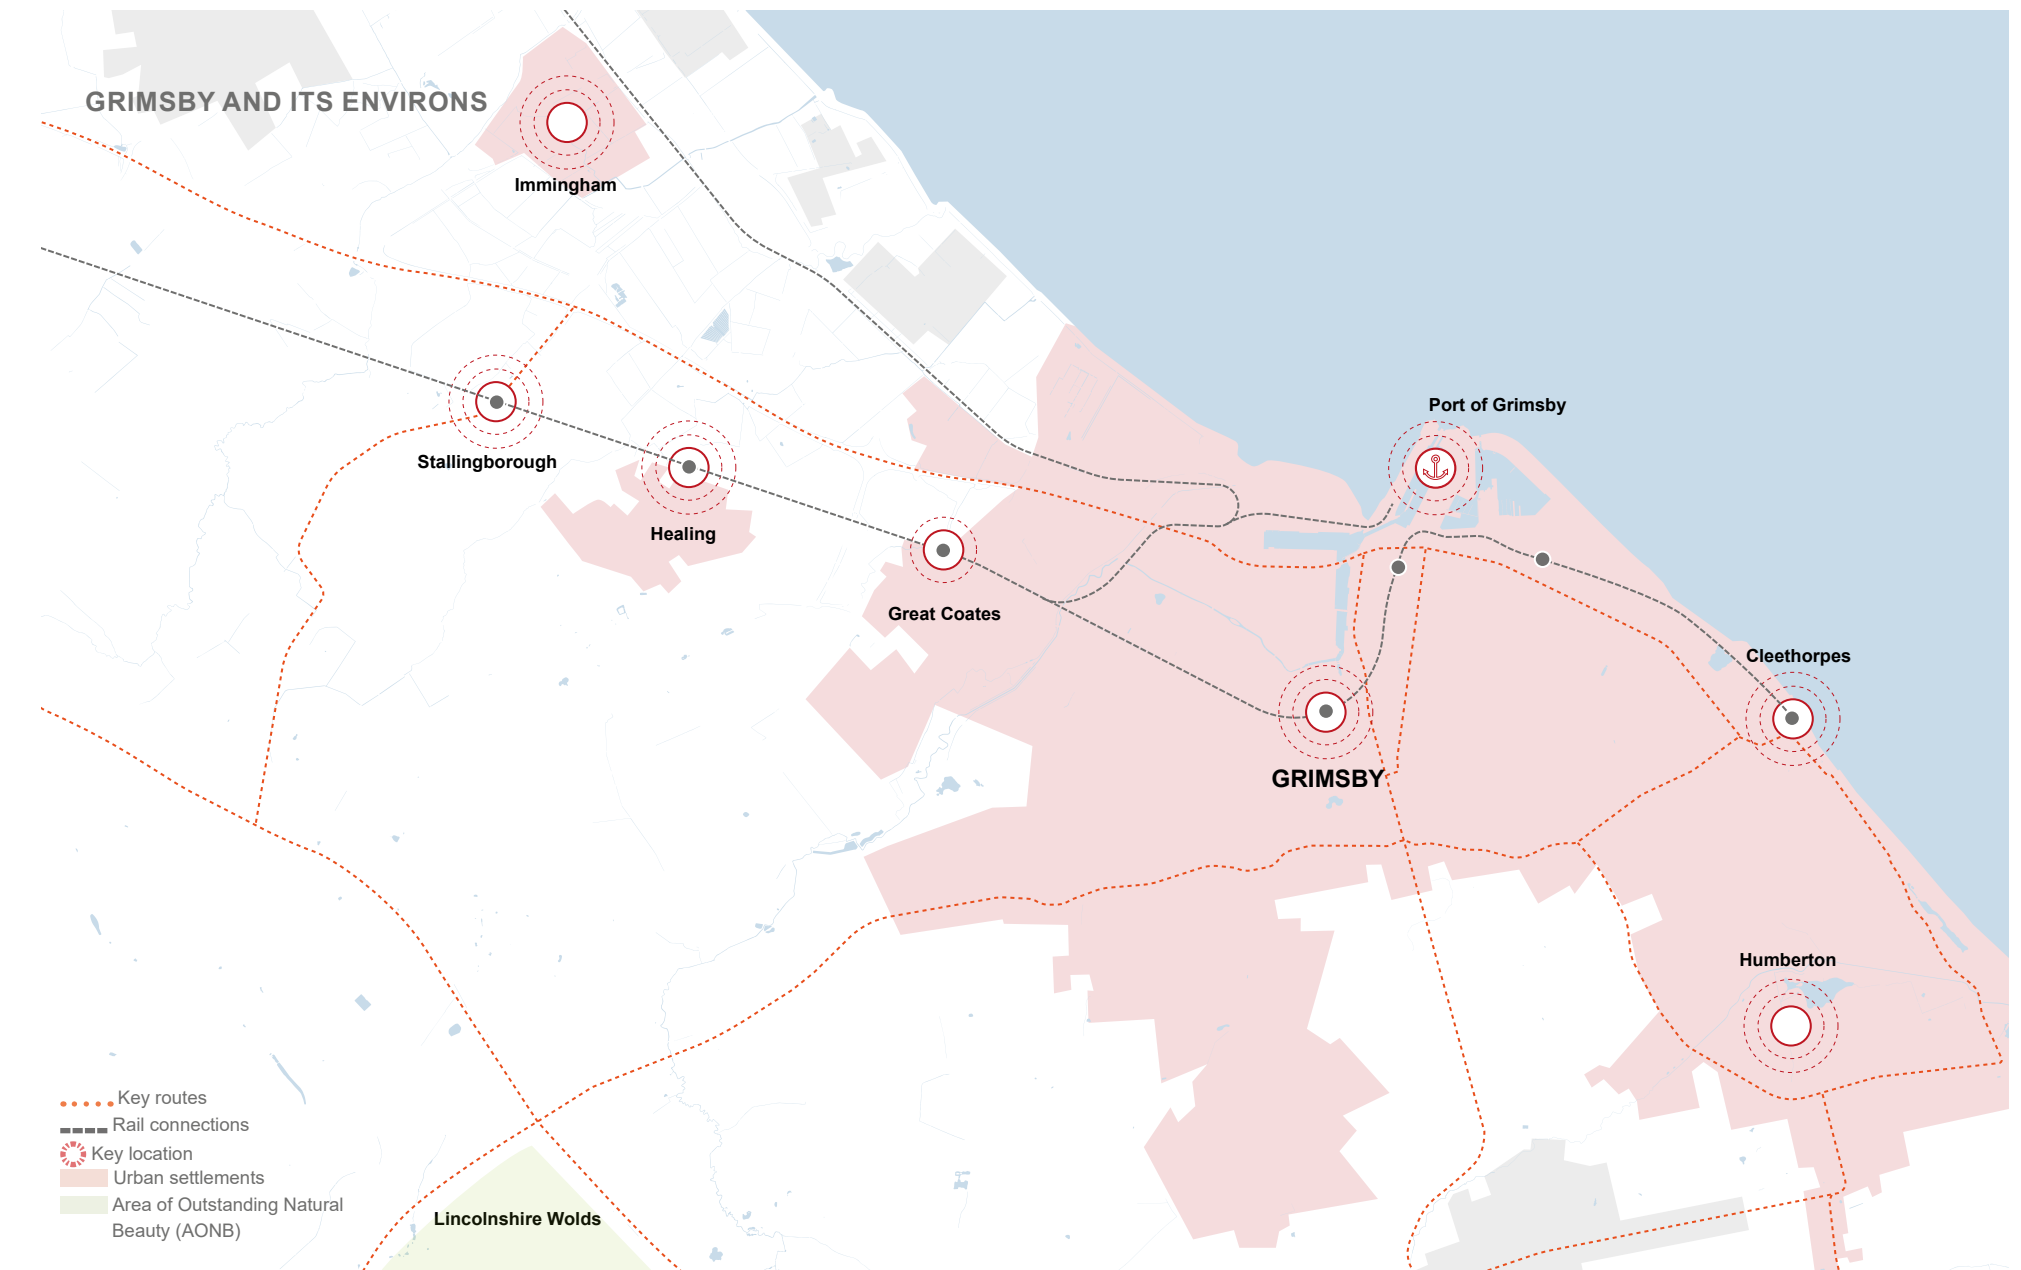 GRIMSBY AND ITS ENVIRONS
Immingham
Port of Grimsby
Stallingborough
Healing
Great Coates
Cleethorpes
GRIMSBY
Humberton
Key routes
Rail connections
Key location
Urban settlements
Area of Outstanding Natural
Beauty (AONB)
Lincolnshire Wolds